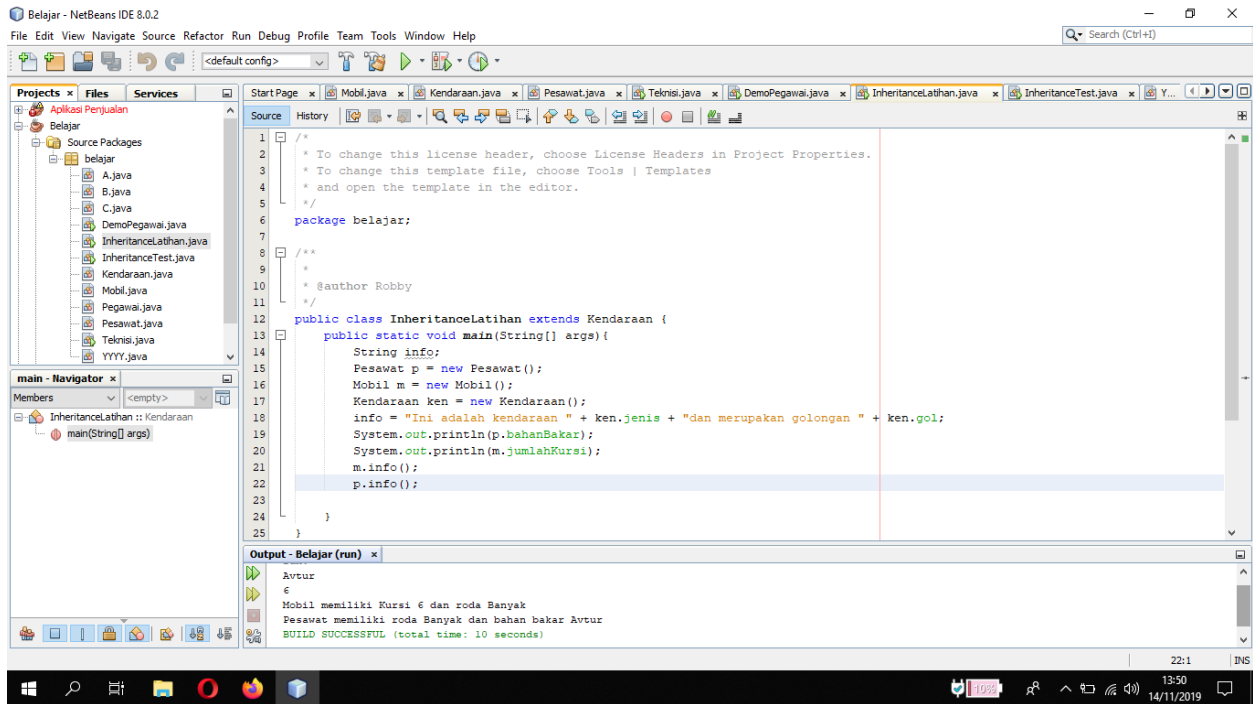 Belajar - NetBeans IDE 8.0.2
File Edit View Navigate Source Refactor Run Debug Profile Team Tools Window Help
Search (Ctrl+I)
<default config>
Projects Files Services
Aplikasi Penjualan
Belajar
Source Packages
belajar
A.java
B.java
C.java
DemoPegawai.java
InheritanceLatihan.java
InheritanceTest.java
Kendaraan.java
Mobil.java
Pegawai.java
Pesawat.java
Teknisi.java
YYYY.java
main - Navigator
Members <empty>
InheritanceLatihan :: Kendaraan
main(String[] args)
Start Page Mobil.java Kendaraan.java Pesawat.java Teknisi.java DemoPegawai.java InheritanceLatihan.java InheritanceTest.java Y...
Source History
1 /*
2 * To change this license header, choose License Headers in Project Properties.
3 * To change this template file, choose Tools | Templates
4 * and open the template in the editor.
5 */
6 package belajar;
7
8 /**
9 *
10 * @author Robby
11 */
12 public class InheritanceLatihan extends Kendaraan {
13 public static void main(String[] args){
14 String info;
15 Pesawat p = new Pesawat();
16 Mobil m = new Mobil();
17 Kendaraan ken = new Kendaraan();
18 info = "Ini adalah kendaraan " + ken.jenis + "dan merupakan golongan " + ken.gol;
19 System.out.println(p.bahanBakar);
20 System.out.println(m.jumlahKursi);
21 m.info();
22 p.info();
23
24 }
25 }
Output - Belajar (run)
Avtur
6
Mobil memiliki Kursi 6 dan roda Banyak
Pesawat memiliki roda Banyak dan bahan bakar Avtur
BUILD SUCCESSFUL (total time: 10 seconds)
22:1 INS
10%
13:50
14/11/2019